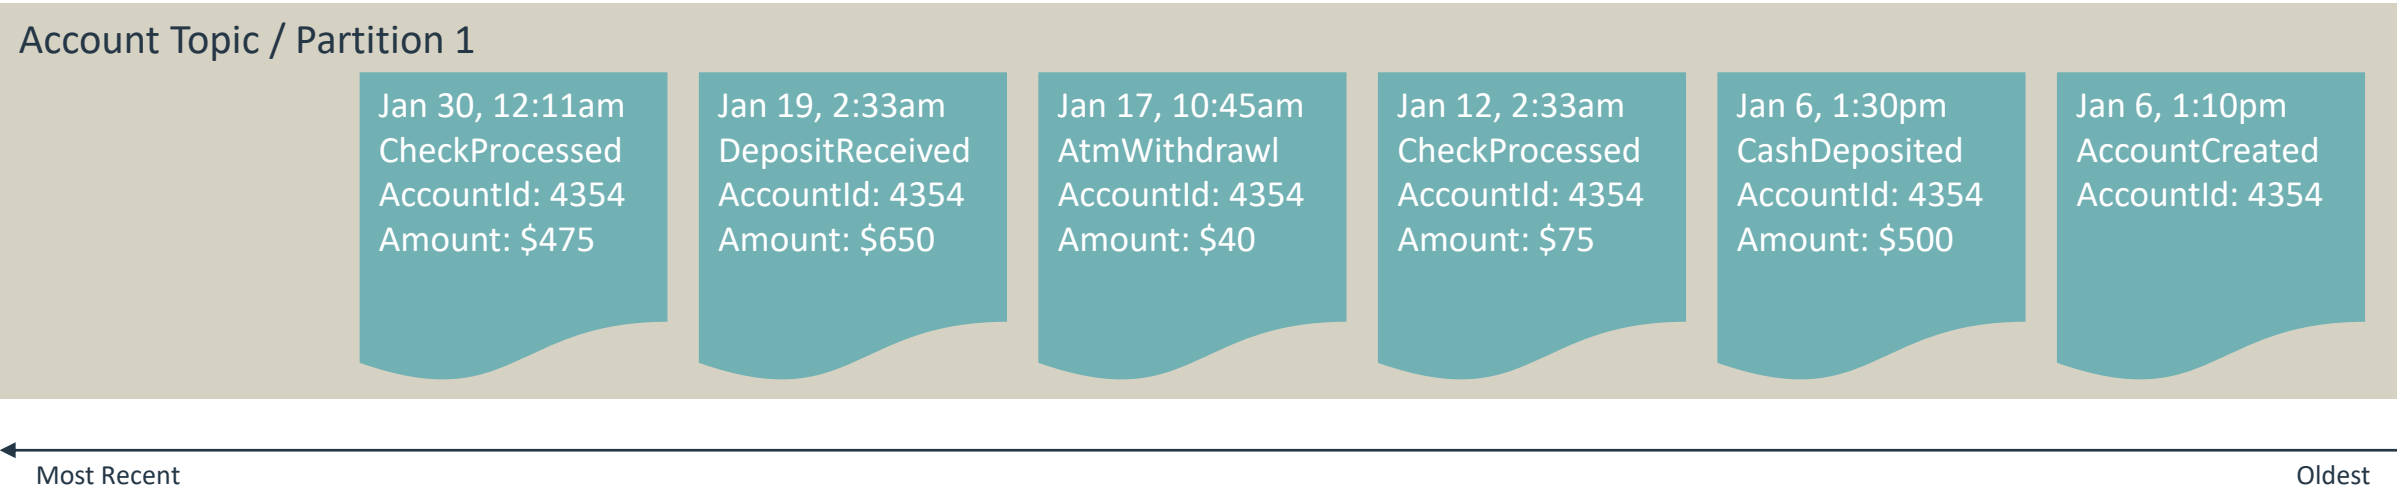 Account Topic / Partition 1
Jan 30, 12:11am
CheckProcessed
AccountId: 4354
Amount: $475
Jan 19, 2:33am
DepositReceived
AccountId: 4354
Amount: $650
Jan 17, 10:45am
AtmWithdrawl
AccountId: 4354
Amount: $40
Jan 12, 2:33am
CheckProcessed
AccountId: 4354
Amount: $75
Jan 6, 1:30pm
CashDeposited
AccountId: 4354
Amount: $500
Jan 6, 1:10pm
AccountCreated
AccountId: 4354
Most Recent
Oldest